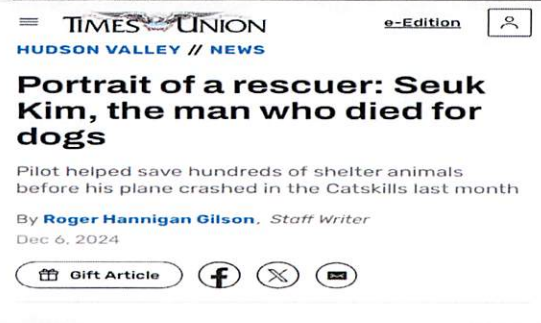 TIMES UNION
e-Edition
HUDSON VALLEY // NEWS
Portrait of a rescuer: Seuk
Kim, the man who died for
dogs
Pilot helped save hundreds of shelter animals
before his plane crashed in the Catskills last month
By Roger Hannigan Gilson, Staff Writer
Dec 6, 2024
Gift Article